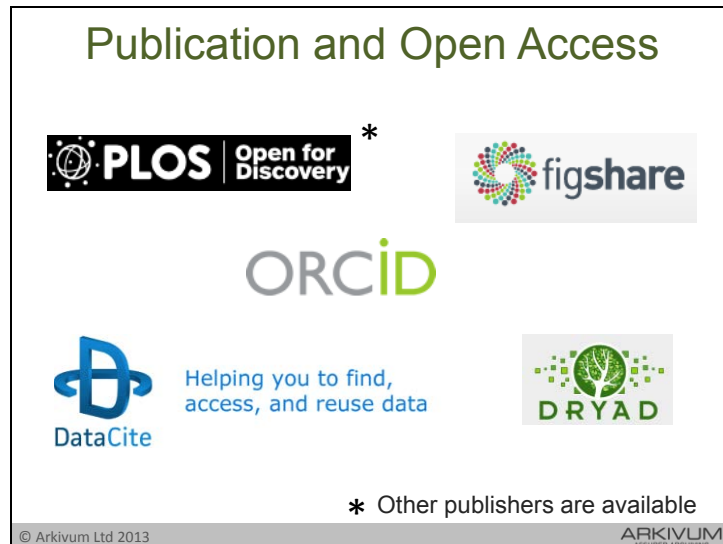 Publication and Open Access
PLOS | Open for Discovery *
figshare
ORCiD
DataCite
Helping you to find,
access, and reuse data
DRYAD
* Other publishers are available
© Arkivum Ltd 2013
ARKIVUM